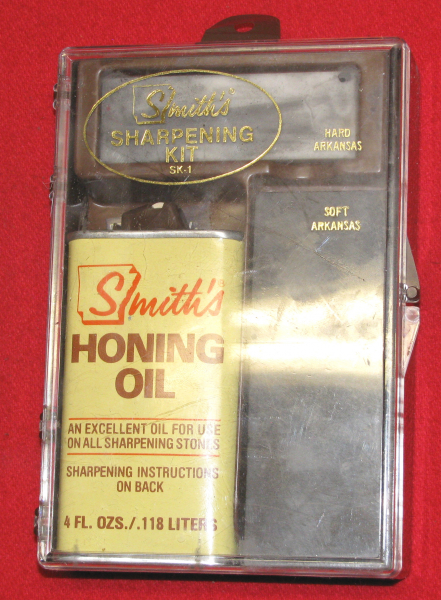 Smith's
SHARPENING
KIT
SK-1
HARD
ARKANSAS
SOFT
ARKANSAS
Smith's
HONING
OIL
AN EXCELLENT OIL FOR USE
ON ALL SHARPENING STONES
SHARPENING INSTRUCTIONS
ON BACK
4 FL. OZS./.118 LITERS